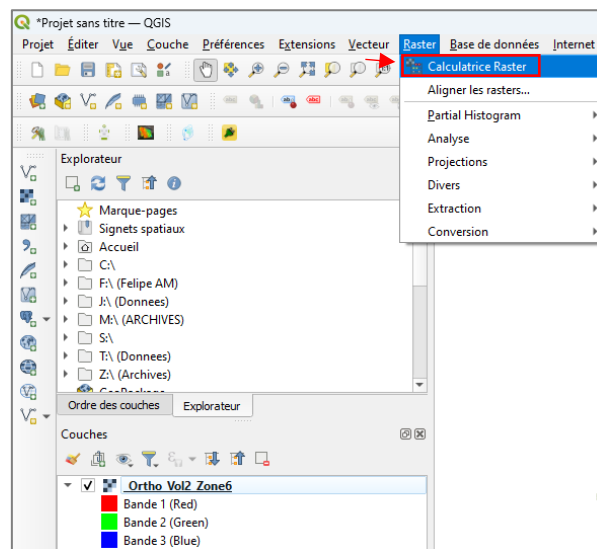 *Projet sans titre — QGIS
Projet Éditer Vue Couche Préférences Extensions Vecteur Raster Base de données Internet
Calculatrice Raster
Aligner les rasters...
Partial Histogram
Analyse
Projections
Divers
Extraction
Conversion
Explorateur
Marque-pages
Signets spatiaux
Accueil
C:\
F:\ (Felipe AM)
J:\ (Donnees)
M:\ (ARCHIVES)
S:\
T:\ (Donnees)
Z:\ (Archives)
Ordre des couches Explorateur
Couches
Ortho_Vol2_Zone6
Bande 1 (Red)
Bande 2 (Green)
Bande 3 (Blue)